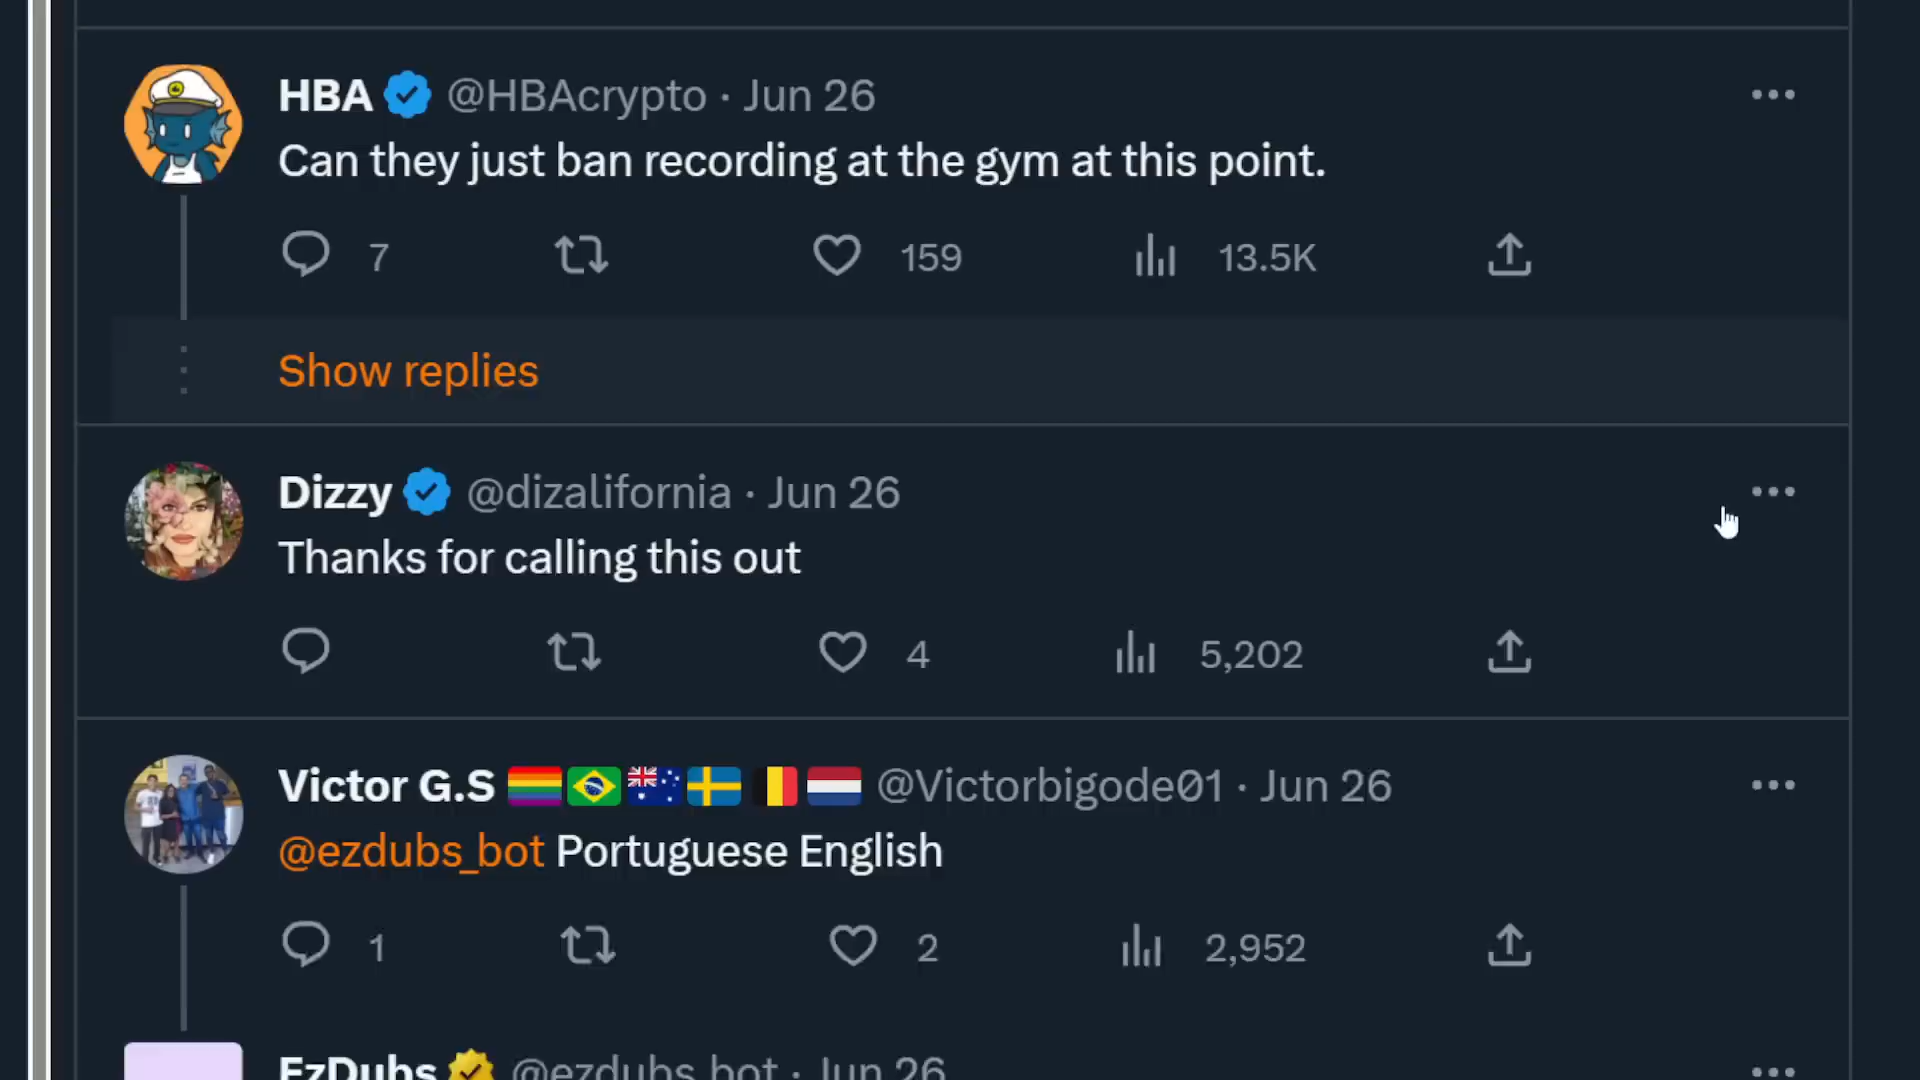 HBA @HBAcrypto · Jun 26
Can they just ban recording at the gym at this point.
7 159 13.5K
Show replies
Dizzy @dizalifornia · Jun 26
Thanks for calling this out
4 5,202
Victor G.S @Victorbigode01 · Jun 26
@ezdubs_bot Portuguese English
1 2 2,952
EzDubs @ezdubs_bot · Jun 26